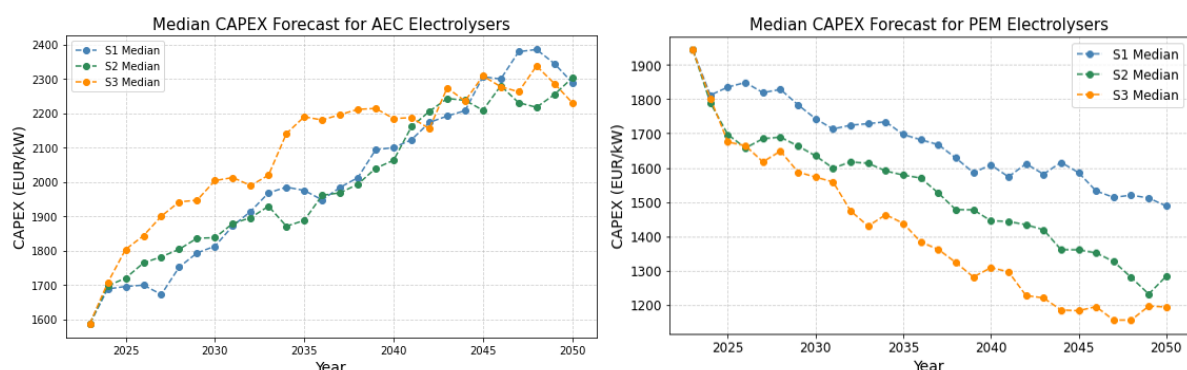 Median CAPEX Forecast for AEC Electrolysers
S1 Median
S2 Median
S3 Median
CAPEX (EUR/kW)
2400
2300
2200
2100
2000
1900
1800
1700
1600
2025
2030
2035
2040
2045
2050
Year
Median CAPEX Forecast for PEM Electrolysers
S1 Median
S2 Median
S3 Median
CAPEX (EUR/kW)
1900
1800
1700
1600
1500
1400
1300
1200
2025
2030
2035
2040
2045
2050
Year